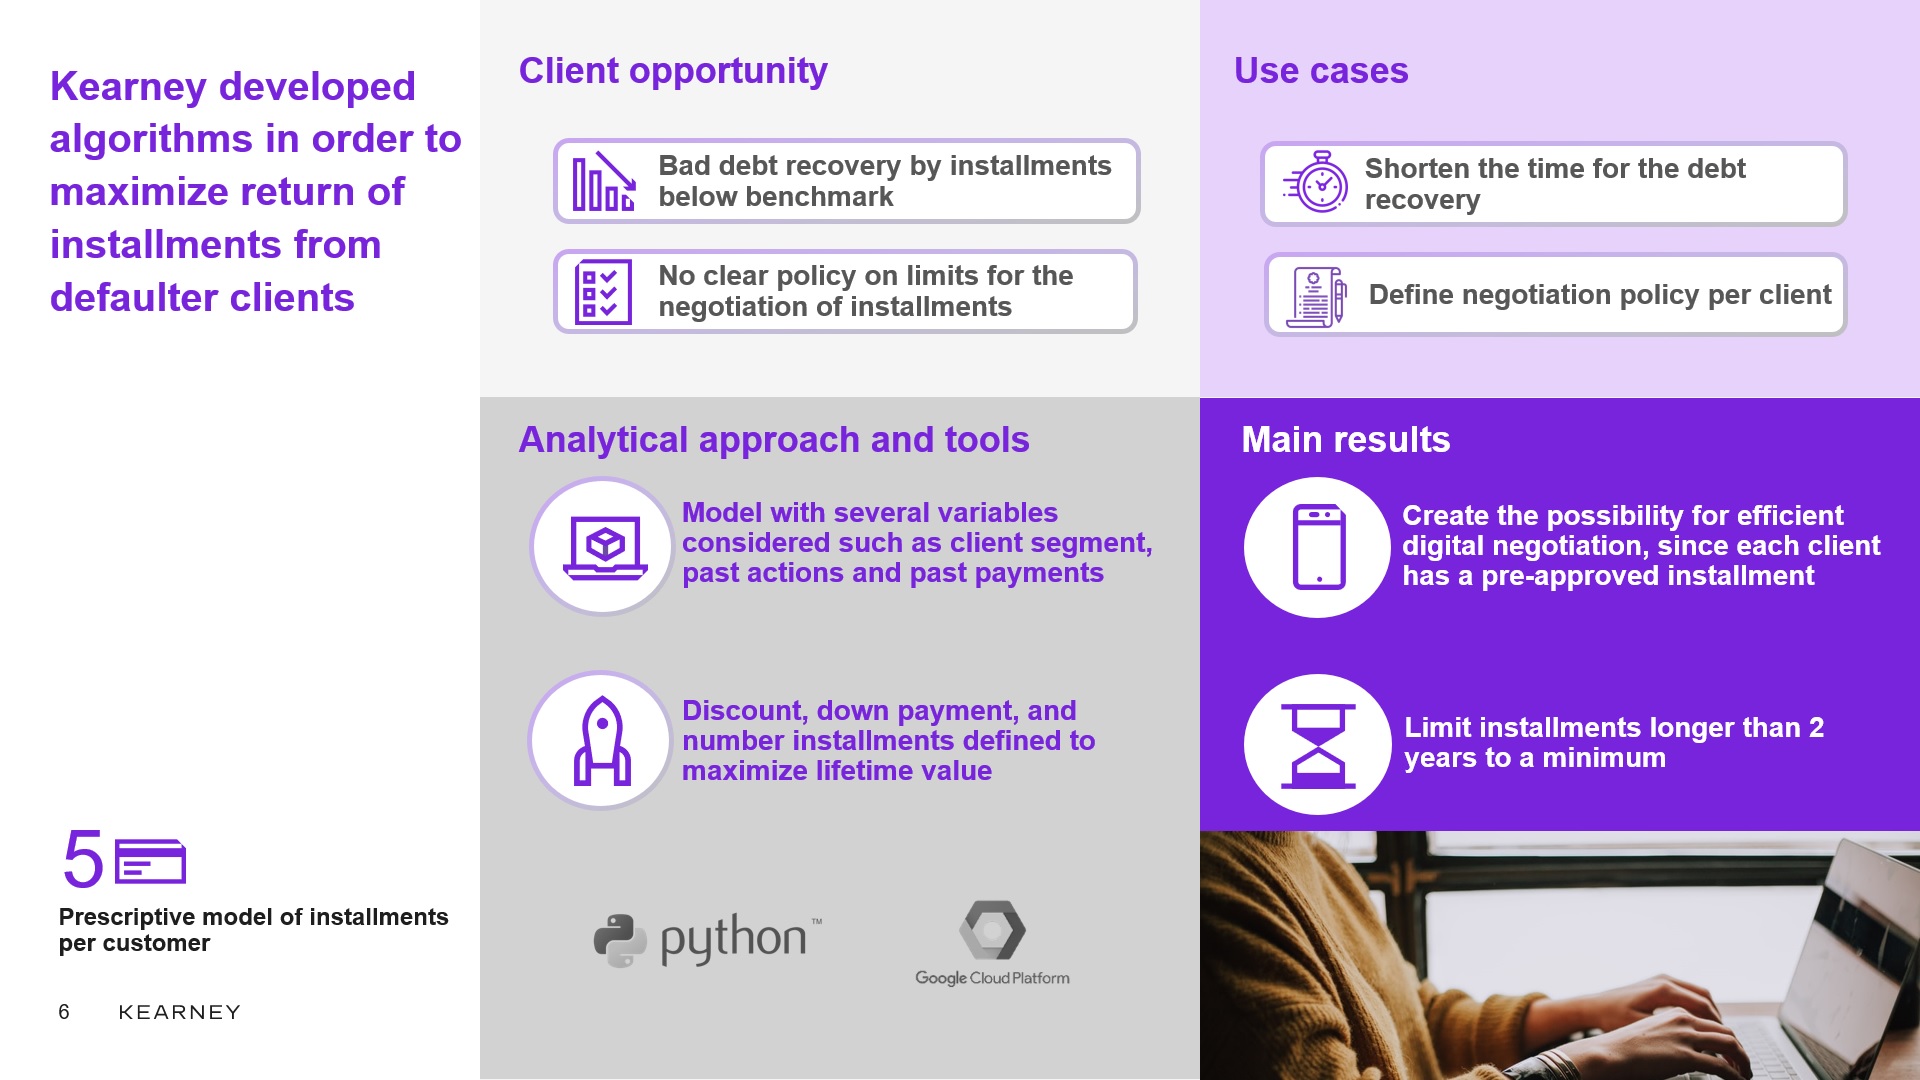 Kearney developed
algorithms in order to
maximize return of
installments from
defaulter clients
Client opportunity
Bad debt recovery by installments
below benchmark
No clear policy on limits for the
negotiation of installments
Use cases
Shorten the time for the debt
recovery
Define negotiation policy per client
Analytical approach and tools
Model with several variables
considered such as client segment,
past actions and past payments
Discount, down payment, and
number installments defined to
maximize lifetime value
python™
Google Cloud Platform
Main results
Create the possibility for efficient
digital negotiation, since each client
has a pre-approved installment
Limit installments longer than 2
years to a minimum
5
Prescriptive model of installments
per customer
6 KEARNEY